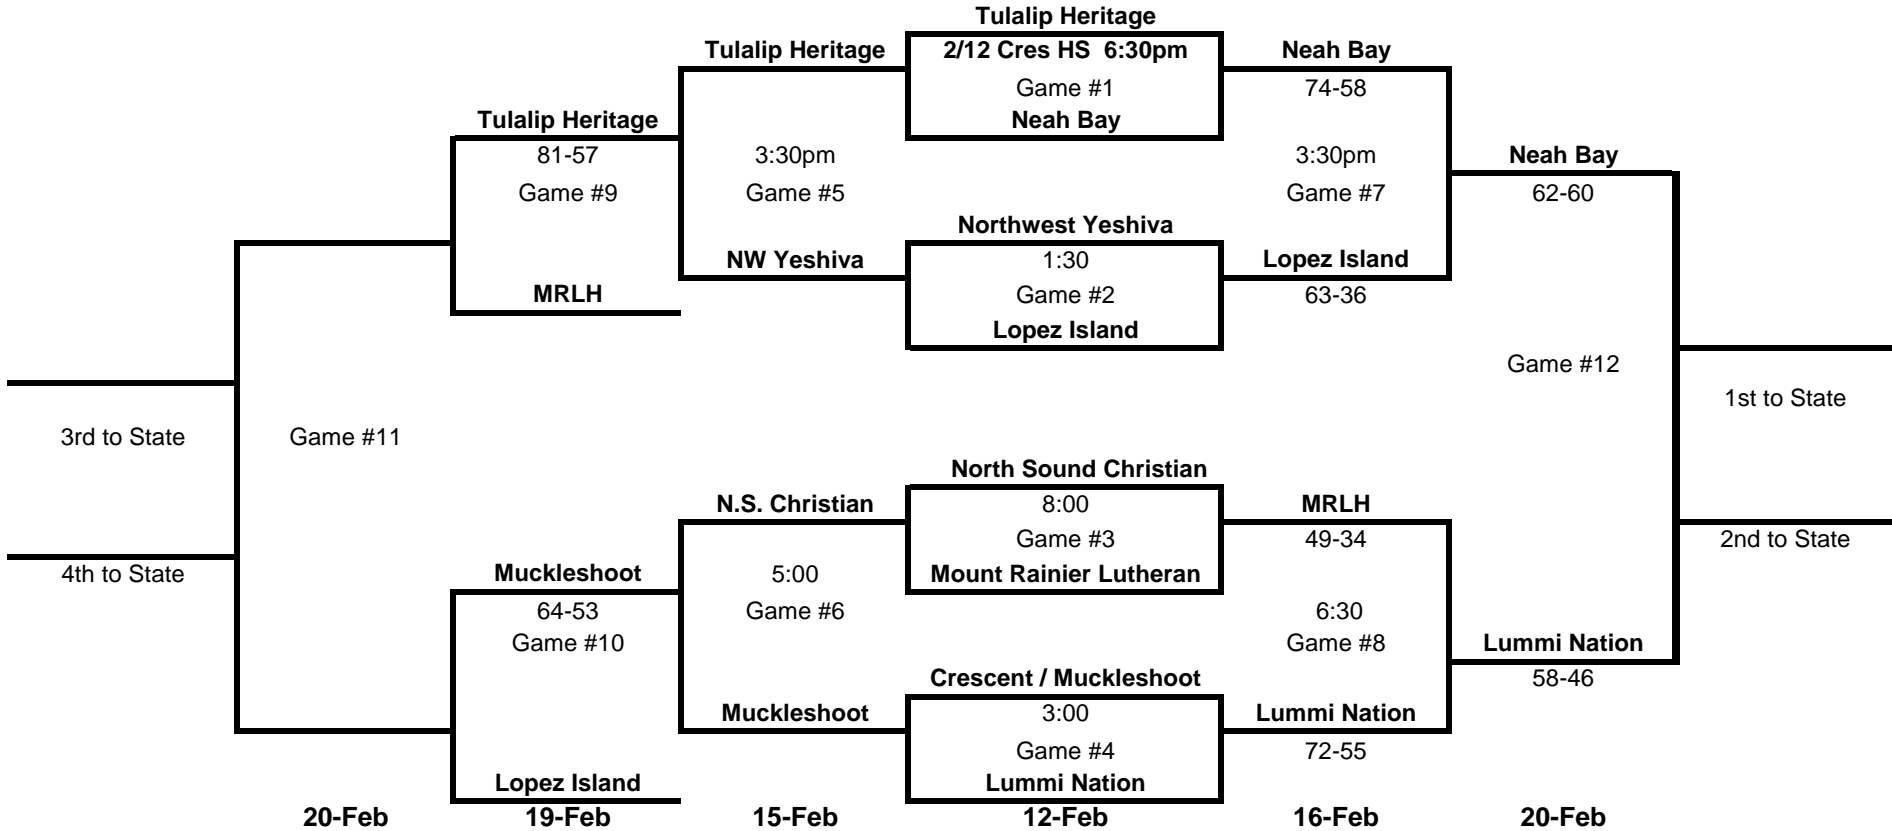 Tulalip Heritage
Tulalip Heritage 2/12 Cres HS 6:30pm Neah Bay
Game #1 74-58
Tulalip Heritage Neah Bay
81-57 3:30pm 3:30pm Neah Bay
Game #9 Game #5 Game #7 62-60
Northwest Yeshiva
NW Yeshiva 1:30 Lopez Island
MRLH Game #2 63-36
Lopez Island
Game #12
1st to State
3rd to State Game #11
North Sound Christian
N.S. Christian 8:00 MRLH
Game #3 49-34 2nd to State
4th to State Muckleshoot 5:00 Mount Rainier Lutheran
64-53 Game #6 6:30
Game #10 Game #8 Lummi Nation
Crescent / Muckleshoot 58-46
Muckleshoot 3:00 Lummi Nation
Game #4 72-55
Lopez Island Lummi Nation
20-Feb 19-Feb 15-Feb 12-Feb 16-Feb 20-Feb